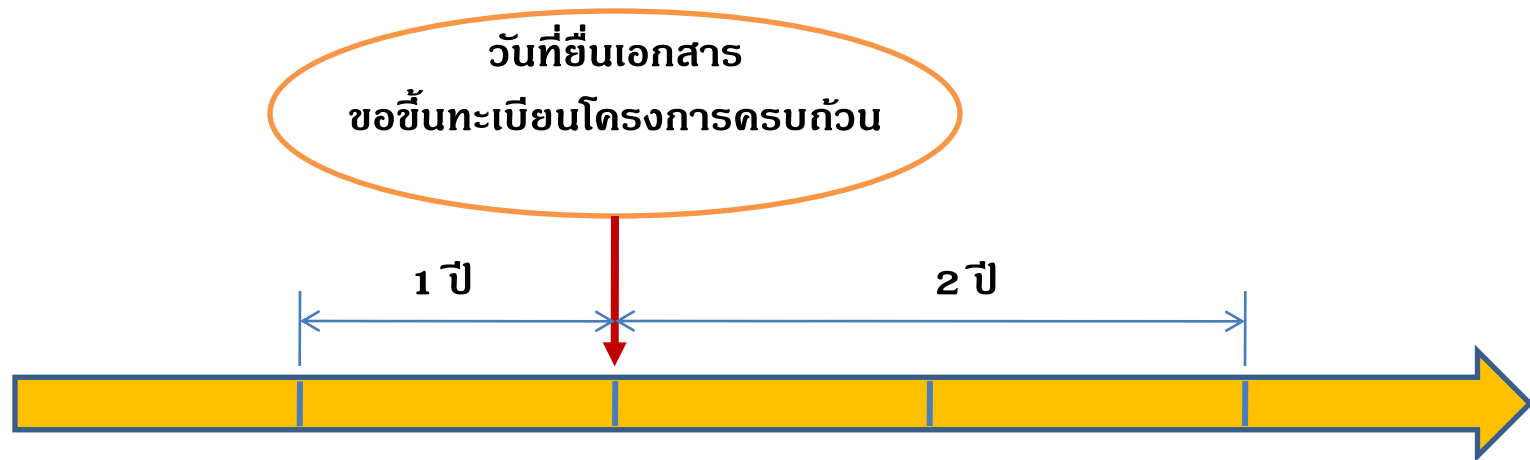 วันที่ยื่นเอกสาร
ขอขึ้นทะเบียนโครงการครบถ้วน
1 ปี
2 ปี